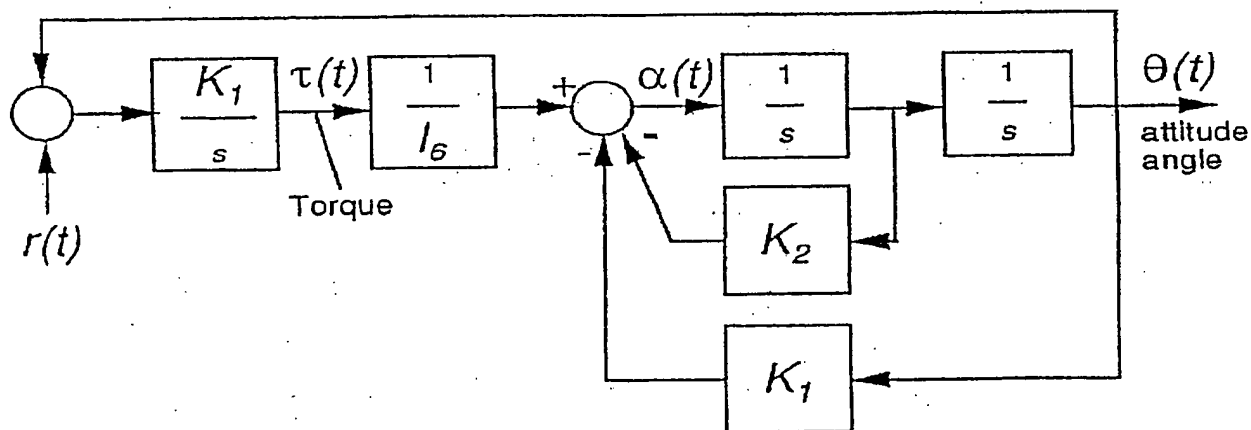 K₁
s
τ(t)
1
I₆
+
-
-
α(t)
1
s
1
s
θ(t)
attitude
angle
Torque
r(t)
K₂
K₁